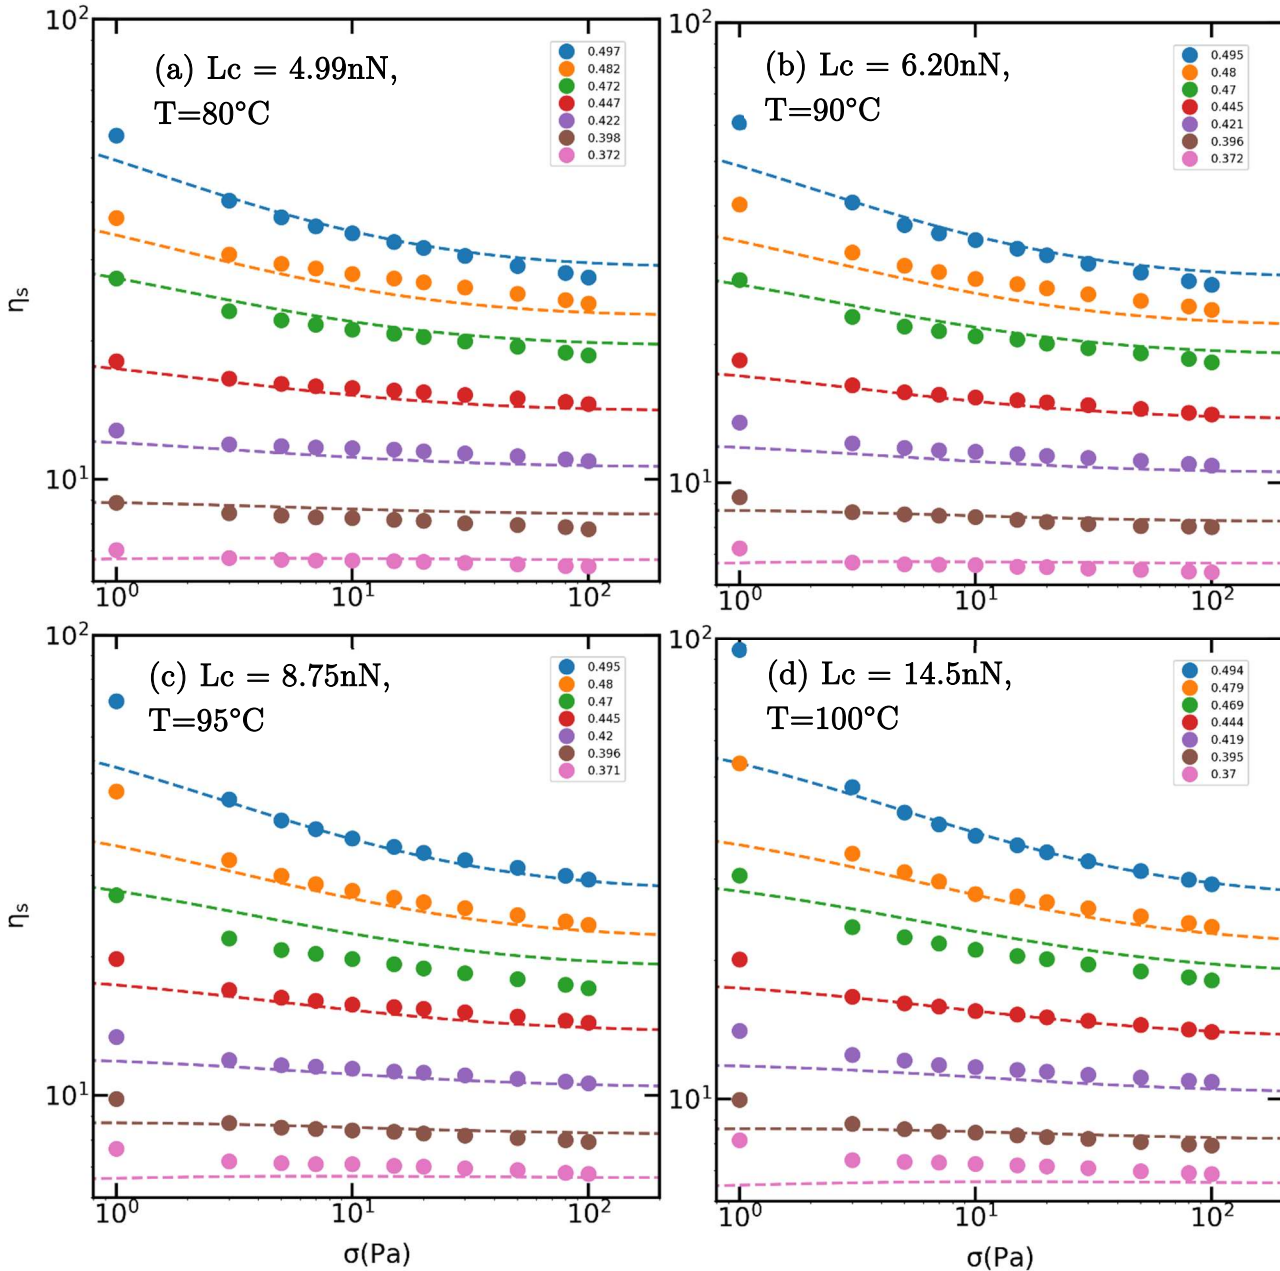 10²
(a) Lc = 4.99nN,
T=80°C
0.497
0.482
0.472
0.447
0.422
0.398
0.372
ηₛ
10¹
10⁰ 10¹ 10²
10²
(b) Lc = 6.20nN,
T=90°C
0.495
0.48
0.47
0.445
0.421
0.396
0.372
10¹
10⁰ 10¹ 10²
10²
(c) Lc = 8.75nN,
T=95°C
0.495
0.48
0.47
0.445
0.42
0.396
0.371
ηₛ
10¹
10⁰ 10¹ 10²
σ(Pa)
10²
(d) Lc = 14.5nN,
T=100°C
0.494
0.479
0.469
0.444
0.419
0.395
0.37
10¹
10⁰ 10¹ 10²
σ(Pa)